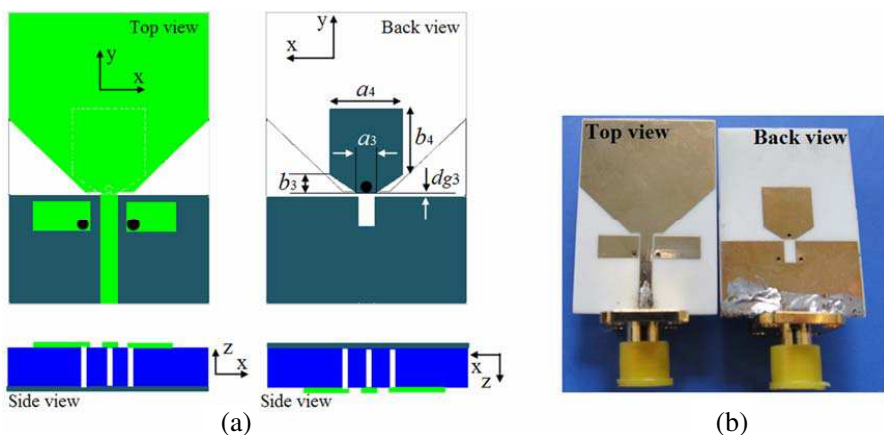 Top view
y
x
Back view
y
x
a4
b4
a3
b3
dg3
z
x
Side view
x
z
Side view
Top view
Back view
(a)
(b)